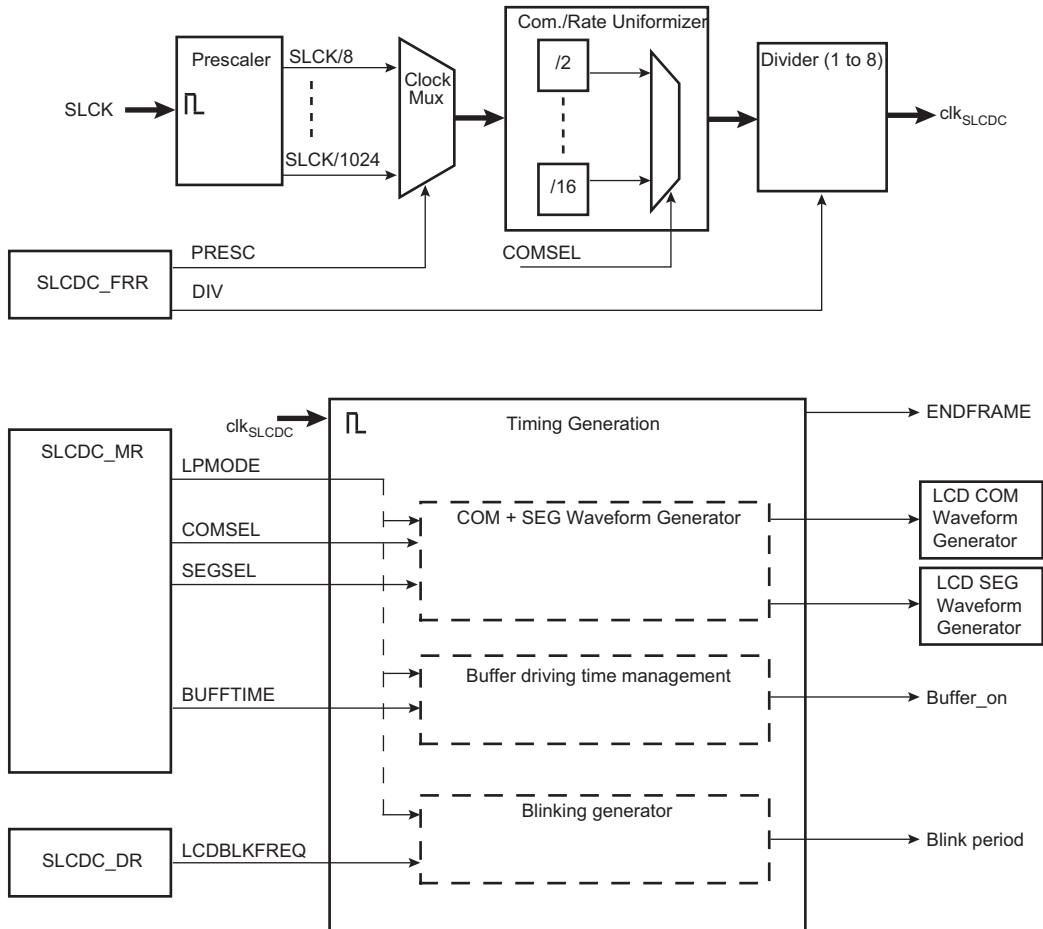 Com./Rate Uniformizer
Prescaler
SLCK/8
Clock
Mux
/2
Divider (1 to 8)
SLCK
clkSLCDC
SLCK/1024
/16
PRESC
COMSEL
SLCDC_FRR
DIV
clkSLCDC
Timing Generation
ENDFRAME
SLCDC_MR
LPMODE
COM + SEG Waveform Generator
LCD COM
Waveform
Generator
COMSEL
SEGSEL
LCD SEG
Waveform
Generator
Buffer driving time management
BUFFTIME
Buffer_on
Blinking generator
SLCDC_DR
LCDBLKFREQ
Blink period